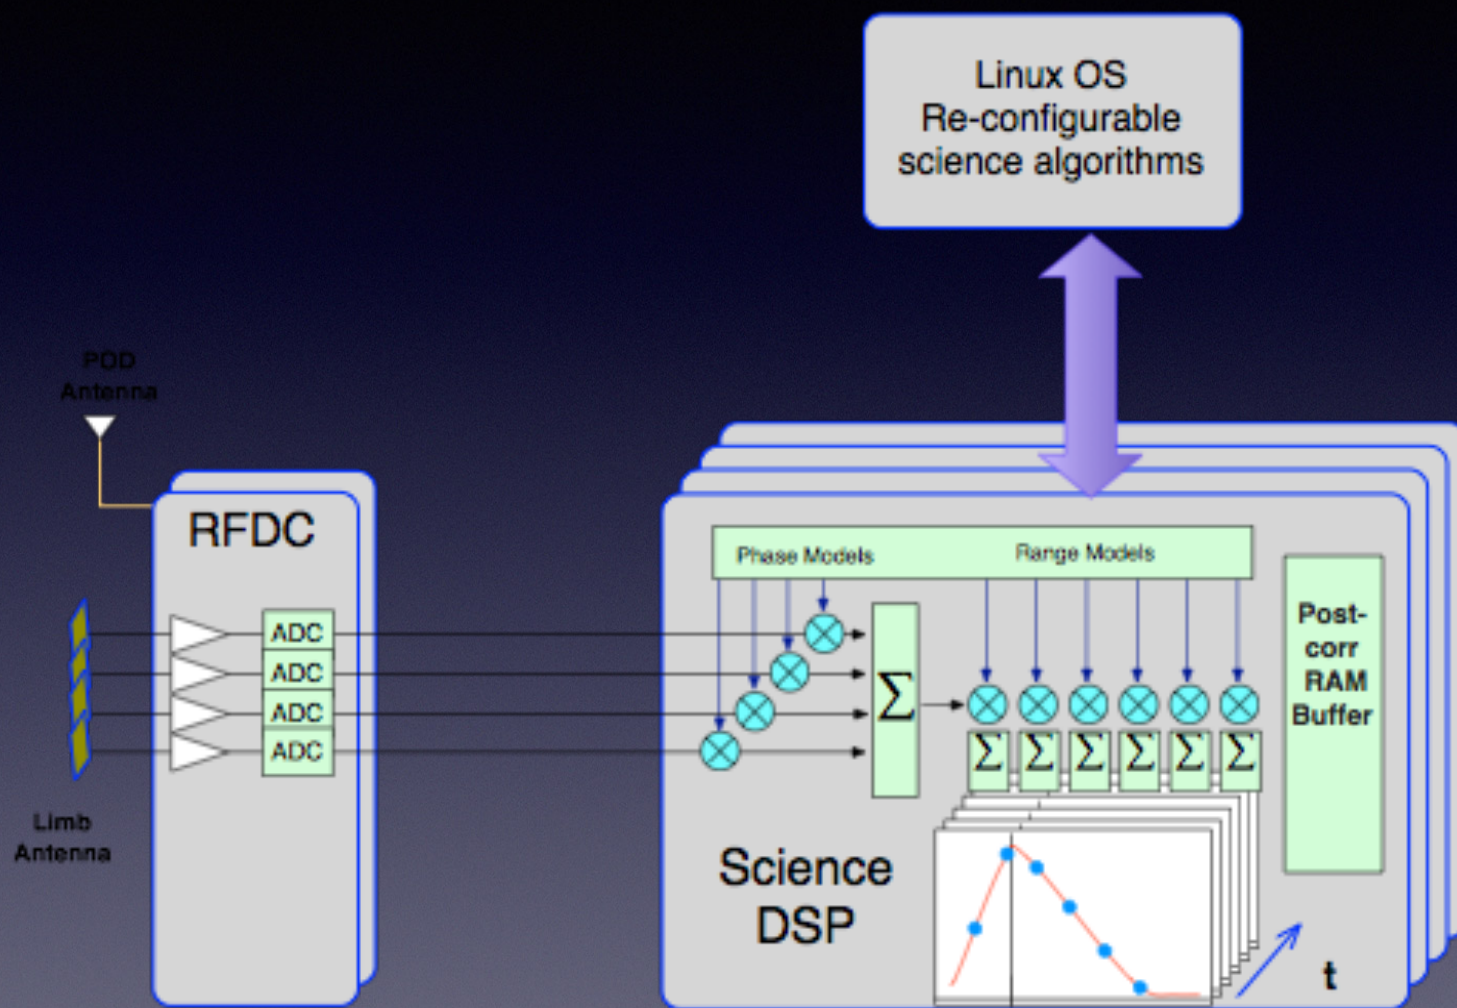 Linux OS
Re-configurable
science algorithms
POD
Antenna
RFDC
ADC
ADC
ADC
ADC
Limb
Antenna
Phase Models
Range Models
Σ
Σ Σ Σ Σ Σ Σ
Post-
corr
RAM
Buffer
Science
DSP
t